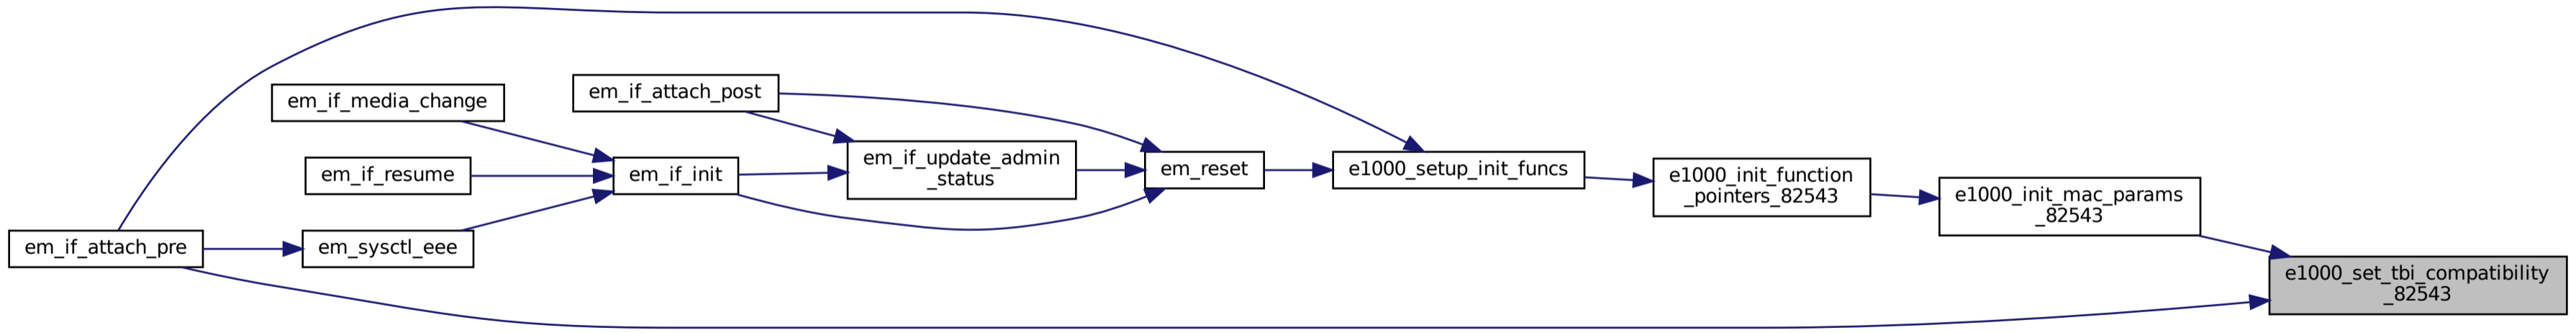 em_if_attach_pre
em_if_media_change
em_if_resume
em_sysctl_eee
em_if_attach_post
em_if_init
em_if_update_admin
_status
em_reset
e1000_setup_init_funcs
e1000_init_function
_pointers_82543
e1000_init_mac_params
_82543
e1000_set_tbi_compatibility
_82543